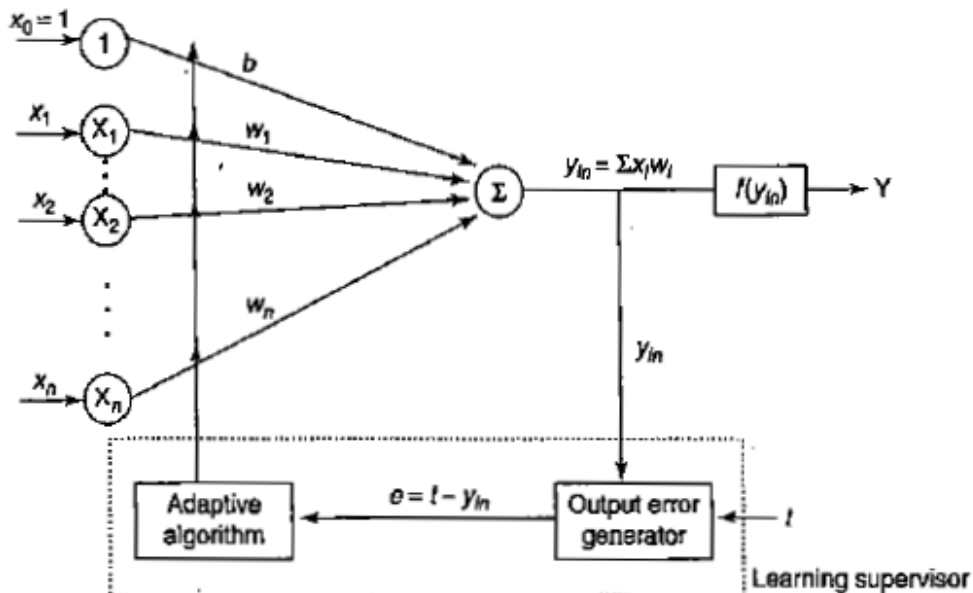 x₀ = 1
1
b
x₁
X₁
w₁
x₂
X₂
w₂
Σ
yᵢₙ = Σxᵢwᵢ
f(yᵢₙ)
Y
wₙ
yᵢₙ
xₙ
Xₙ
Adaptive
algorithm
e = t − yᵢₙ
Output error
generator
t
Learning supervisor